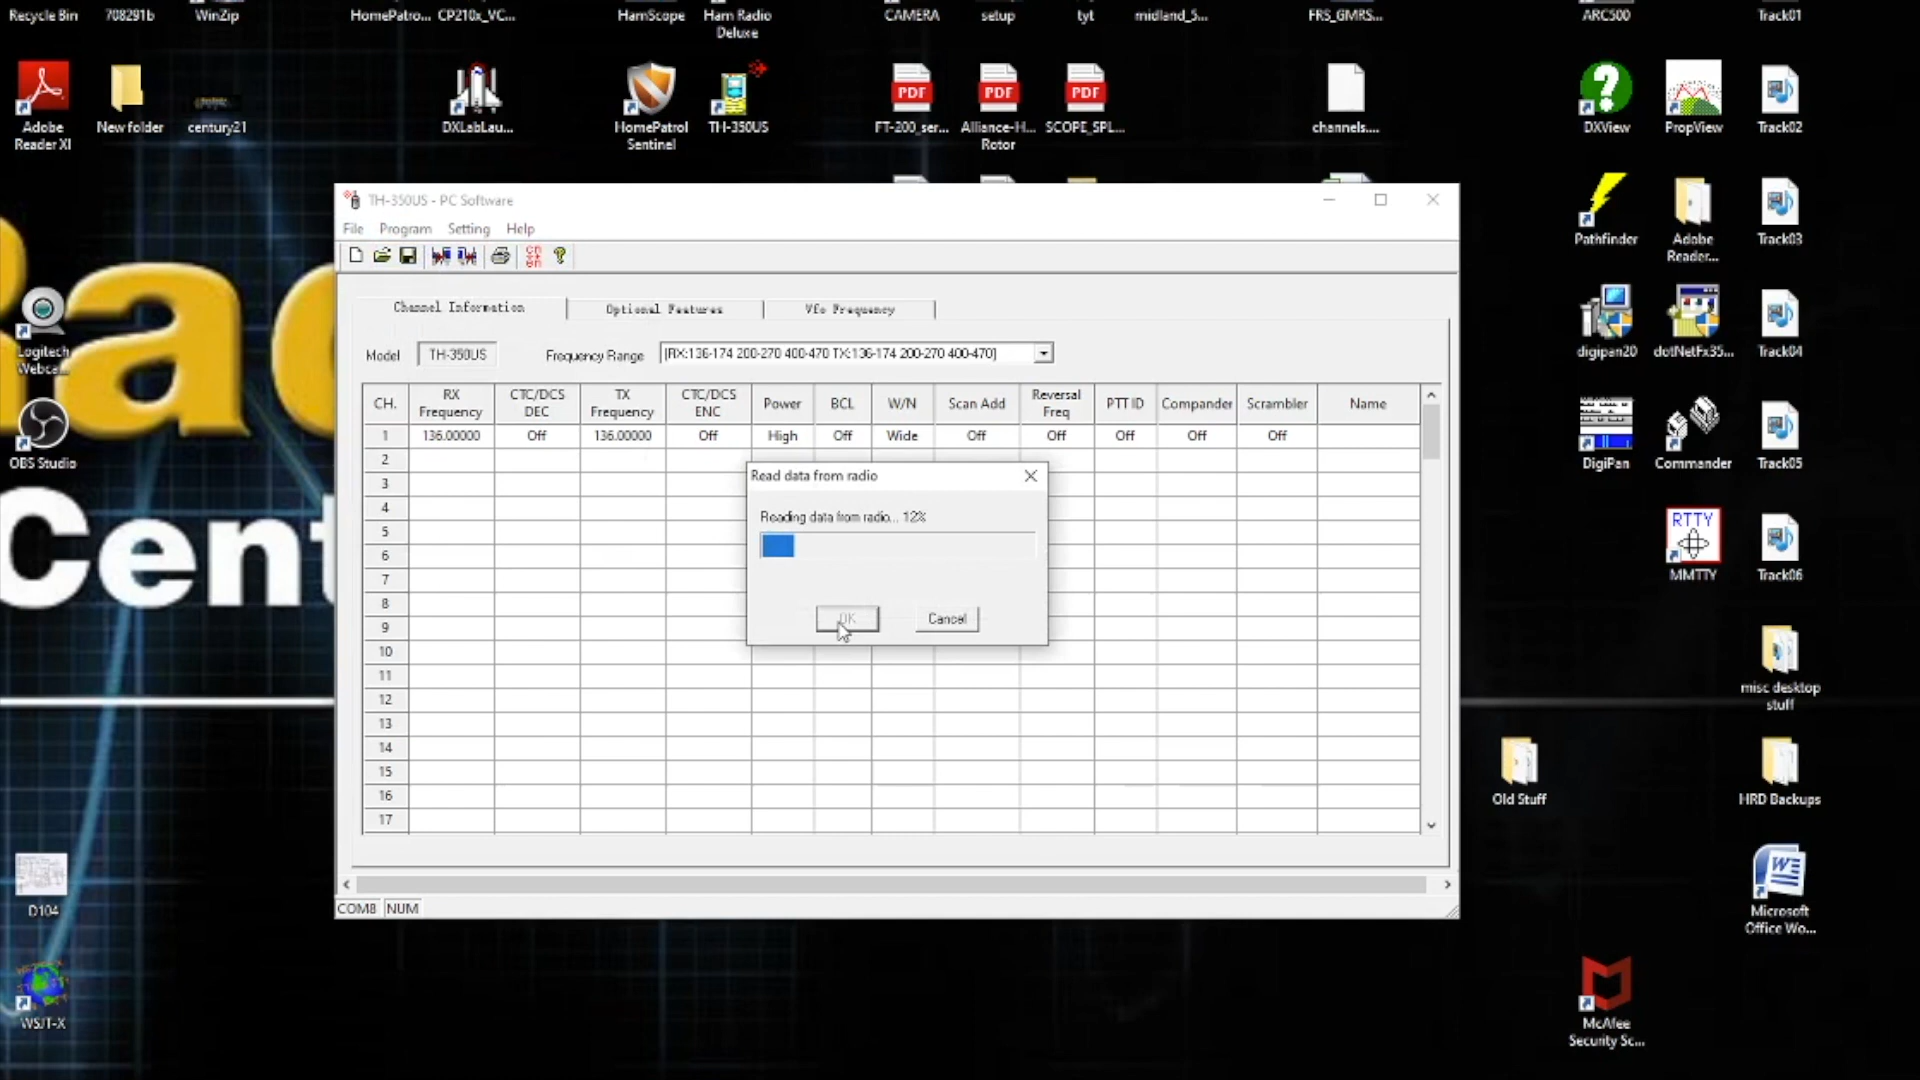 Recycle Bin
708291b
WinZip
HomePatro...
CP210x_VC...
HamScope
Ham Radio
Deluxe
CAMERA
setup
tyt
midland_5...
FRS_GMRS...
ARC500
Track01
Adobe
Reader XI
New folder
century21
DXLabLau...
HomePatrol
Sentinel
TH-350US
PDF
FT-200_ser...
PDF
Alliance-H...
Rotor
PDF
SCOPE_SPL...
channels....
DXView
PropView
Track02
Rad
Cent
TH-350US - PC Software
File Program Setting Help
Channel Information
Optional Features
Vfo Frequency
Model
TH-350US
Frequency Range
[RX:136-174 200-270 400-470 TX:136-174 200-270 400-470]
CH.
RX
Frequency
CTC/DCS
DEC
TX
Frequency
CTC/DCS
ENC
Power
BCL
W/N
Scan Add
Reversal
Freq
PTT ID
Compander
Scrambler
Name
1 136.00000 Off 136.00000 Off High Off Wide Off Off Off Off Off
2
3
4
5
6
7
8
9
10
11
12
13
14
15
16
17
Read data from radio
Reading data from radio... 12%
OK
Cancel
COM8 NUM
Logitech
Webca...
OBS Studio
D104
WSJT-X
Pathfinder
Adobe
Reader...
Track03
digipan20
dotNetFx35...
Track04
DigiPan
Commander
Track05
RTTY
MMTTY
Track06
misc desktop
stuff
Old Stuff
HRD Backups
Microsoft
Office Wo...
McAfee
Security Sc...